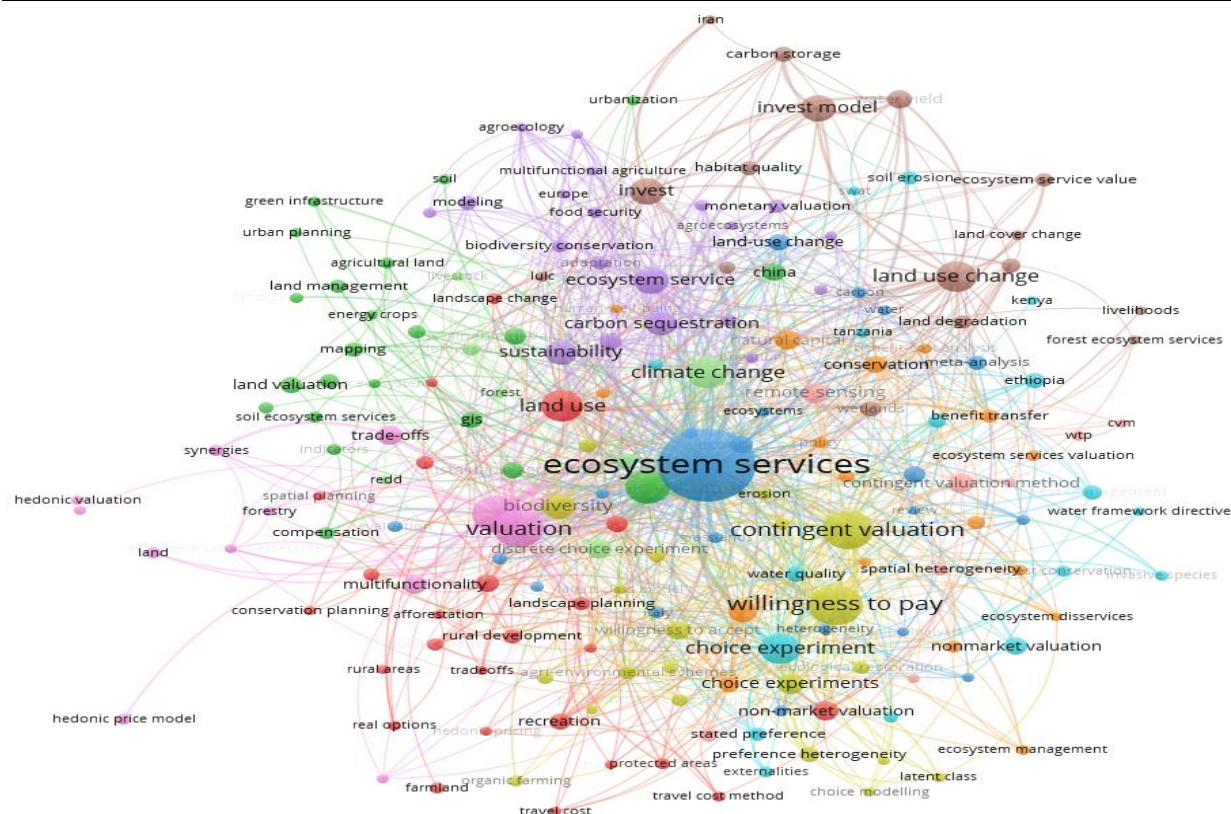 iran
carbon storage
urbanization
invest model
water yield
agroecology
multifunctional agriculture
habitat quality
soil
europe
invest
swat
soil erosion
ecosystem service value
green infrastructure
modeling
food security
monetary valuation
agroecosystems
urban planning
biodiversity conservation
land-use change
land cover change
agricultural land
adaptation
livestock
lulc
ecosystem service
china
land use change
land management
landscape change
carbon
kenya
energy crops
human well-being
water
livelihoods
carbon sequestration
tanzania
land degradation
mapping
sustainability
natural capital
forest ecosystem services
climate change
conservation
meta-analysis
land valuation
forest
remote sensing
ethiopia
land use
ecosystems
wetlands
soil ecosystem services
gis
benefit transfer
cvm
trade-offs
wtp
synergies
indicators
policy
ecosystem services valuation
ecosystem services
redd
contingent valuation method
hedonic valuation
spatial planning
biodiversity
erosion
forestry
review
water framework directive
compensation
valuation
contingent valuation
land
discrete choice experiment
water quality
spatial heterogeneity
invasive species
multifunctionality
conservation planning
afforestation
landscape planning
willingness to pay
ecosystem disservices
italy
rural development
willingness to accept
heterogeneity
choice experiment
nonmarket valuation
rural areas
tradeoffs
agri-environmental schemes
ecological restoration
choice experiments
hedonic price model
real options
hedonic pricing
recreation
non-market valuation
stated preference
ecosystem management
preference heterogeneity
protected areas
externalities
farmland
organic farming
latent class
travel cost method
choice modelling
travel cost